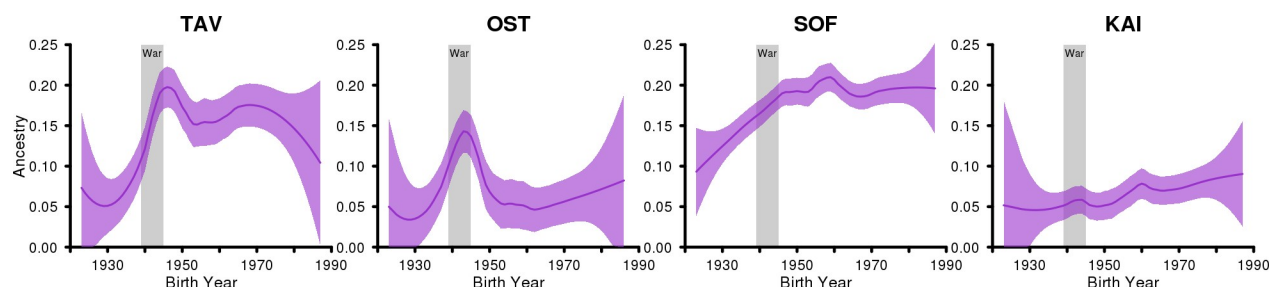 TAV OST SOF KAI
0.25 0.25 0.25 0.25
War War War War
0.20 0.20 0.20 0.20
0.15 0.15 0.15 0.15
Ancestry
0.10 0.10 0.10 0.10
0.05 0.05 0.05 0.05
0.00 0.00 0.00 0.00
1930 1950 1970 1990 1930 1950 1970 1990 1930 1950 1970 1990 1930 1950 1970 1990
Birth Year Birth Year Birth Year Birth Year